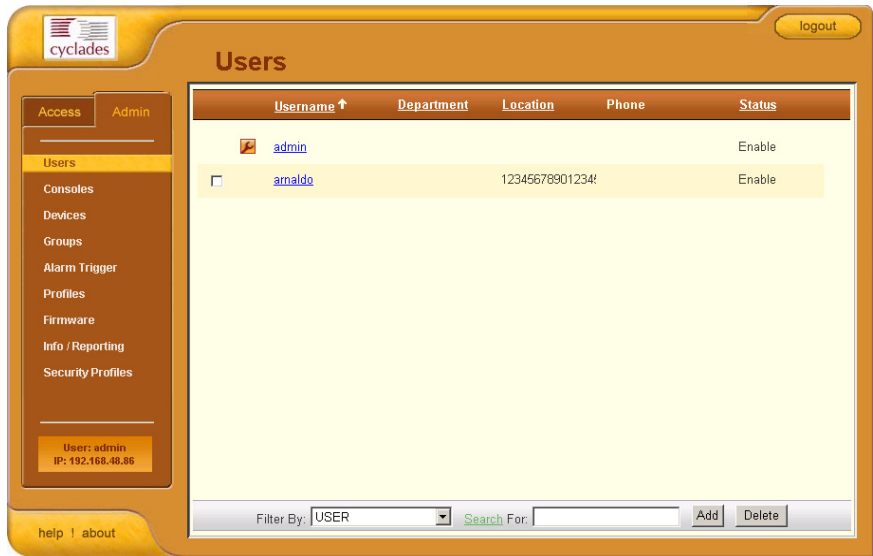 cyclades
logout
Users
Access Admin
Users
Consoles
Devices
Groups
Alarm Trigger
Profiles
Firmware
Info / Reporting
Security Profiles
User: admin
IP: 192.168.48.86
help ! about
Username Department Location Phone Status
admin Enable
arnaldo Enable
Filter By: USER Search For: Add Delete